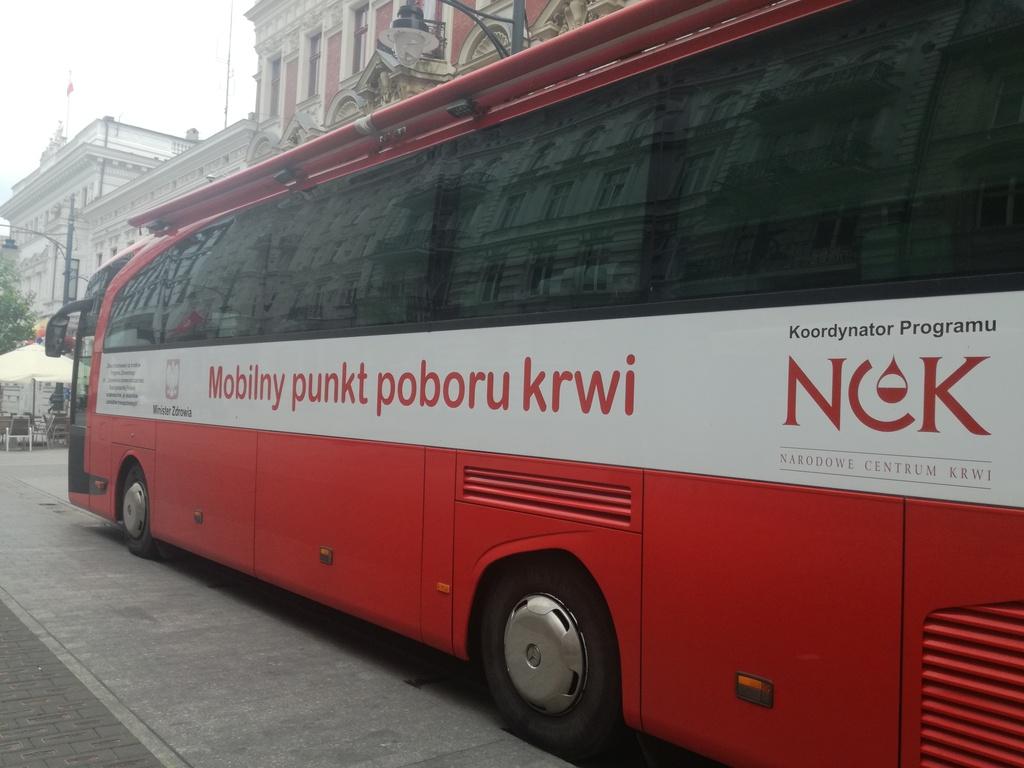 Minister Zdrowia
Mobilny punkt poboru krwi
Koordynator Programu
NCK
NARODOWE CENTRUM KRWI